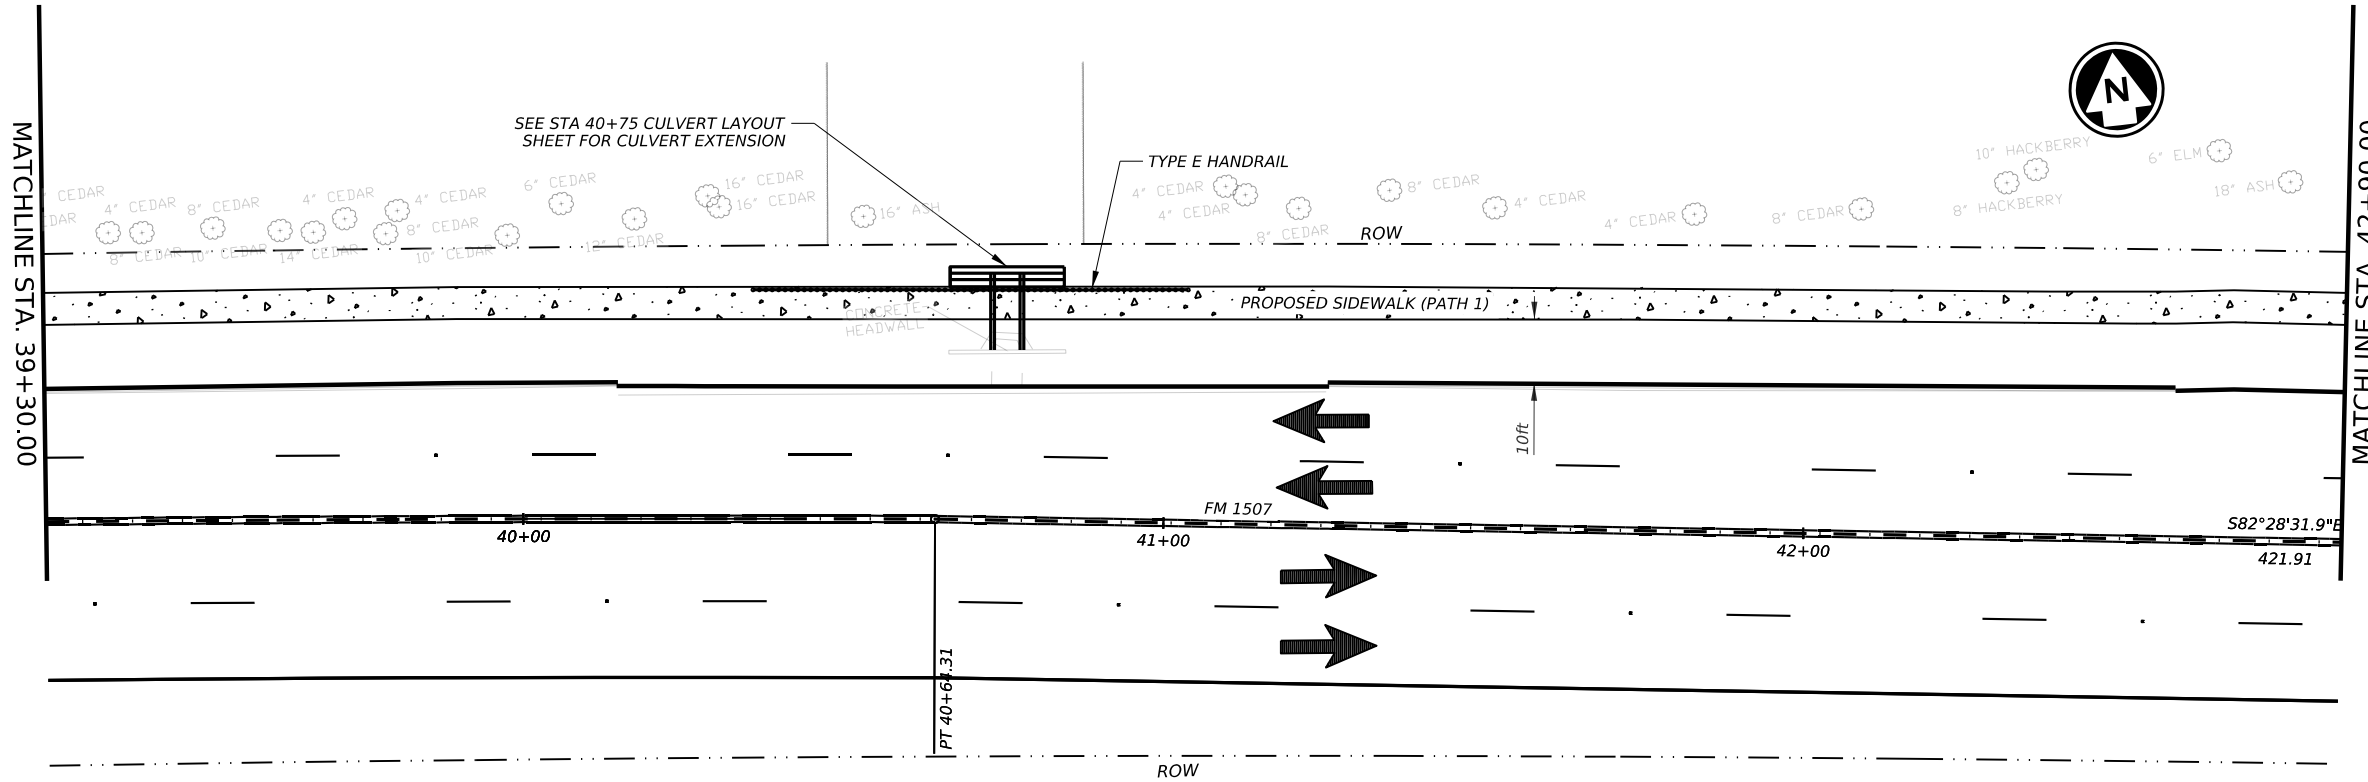 MATCHLINE STA. 39+30.00
SEE STA 40+75 CULVERT LAYOUT
SHEET FOR CULVERT EXTENSION
TYPE E HANDRAIL
N
CEDAR
4" CEDAR
8" CEDAR
4" CEDAR
4" CEDAR
6" CEDAR
16" CEDAR
16" CEDAR
16" ASH
8" CEDAR
10" CEDAR
14" CEDAR
8" CEDAR
10" CEDAR
12" CEDAR
4" CEDAR
4" CEDAR
8" CEDAR
8" CEDAR
4" CEDAR
4" CEDAR
8" CEDAR
10" HACKBERRY
8" HACKBERRY
6" ELM
18" ASH
ROW
CONCRETE
HEADWALL
PROPOSED SIDEWALK (PATH 1)
10ft
FM 1507
40+00
41+00
42+00
S82°28'31.9"E
421.91
PT 40+64.31
ROW